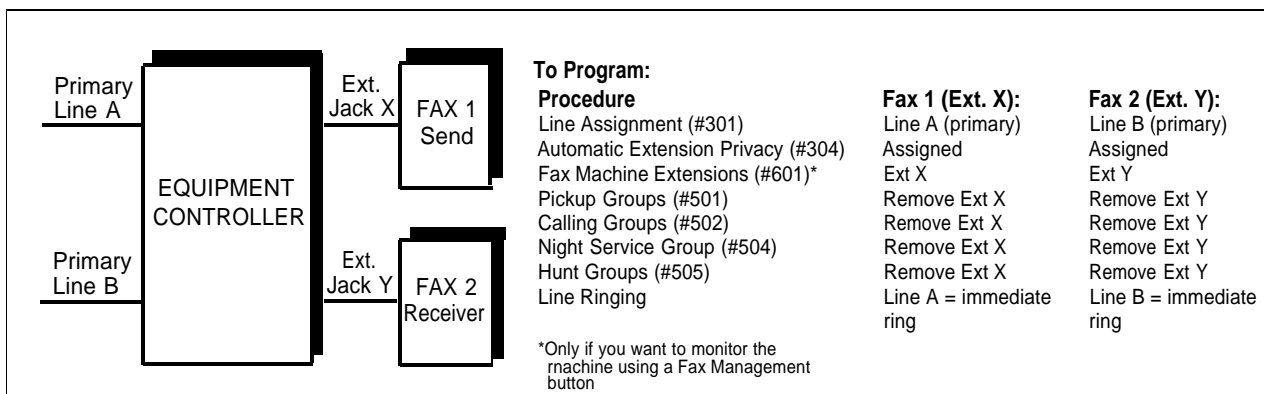 Primary
Line A
Ext.
Jack X
FAX 1
Send
EQUIPMENT
CONTROLLER
Primary
Line B
Ext.
Jack Y
FAX 2
Receiver
To Program:
Procedure Fax 1 (Ext. X): Fax 2 (Ext. Y):
Line Assignment (#301) Line A (primary) Line B (primary)
Automatic Extension Privacy (#304) Assigned Assigned
Fax Machine Extensions (#601)* Ext X Ext Y
Pickup Groups (#501) Remove Ext X Remove Ext Y
Calling Groups (#502) Remove Ext X Remove Ext Y
Night Service Group (#504) Remove Ext X Remove Ext Y
Hunt Groups (#505) Remove Ext X Remove Ext Y
Line Ringing Line A = immediate Line B = immediate
ring ring
*Only if you want to monitor the
rnachine using a Fax Management
button